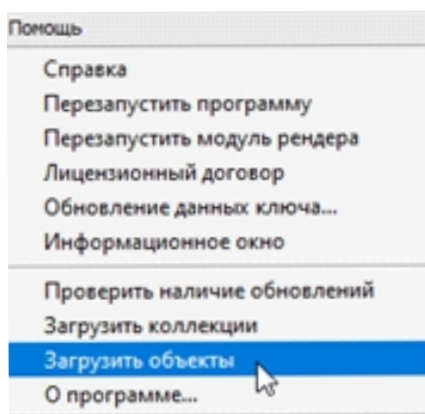 Помощь
Справка
Перезапустить программу
Перезапустить модуль рендера
Лицензионный договор
Обновление данных ключа...
Информационное окно
Проверить наличие обновлений
Загрузить коллекции
Загрузить объекты
О программе...